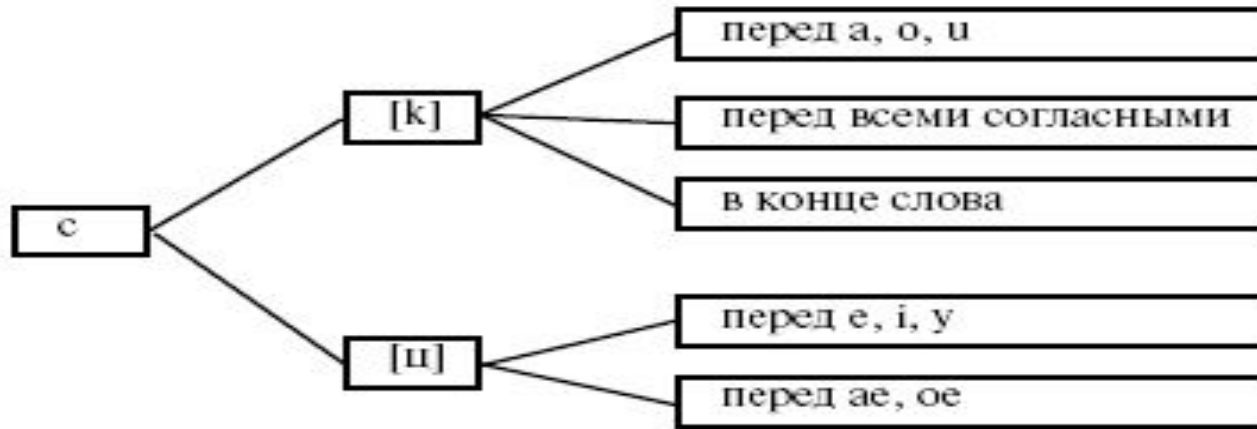 c
[k]
перед a, o, u
перед всеми согласными
в конце слова
[ц]
перед e, i, y
перед ae, oe